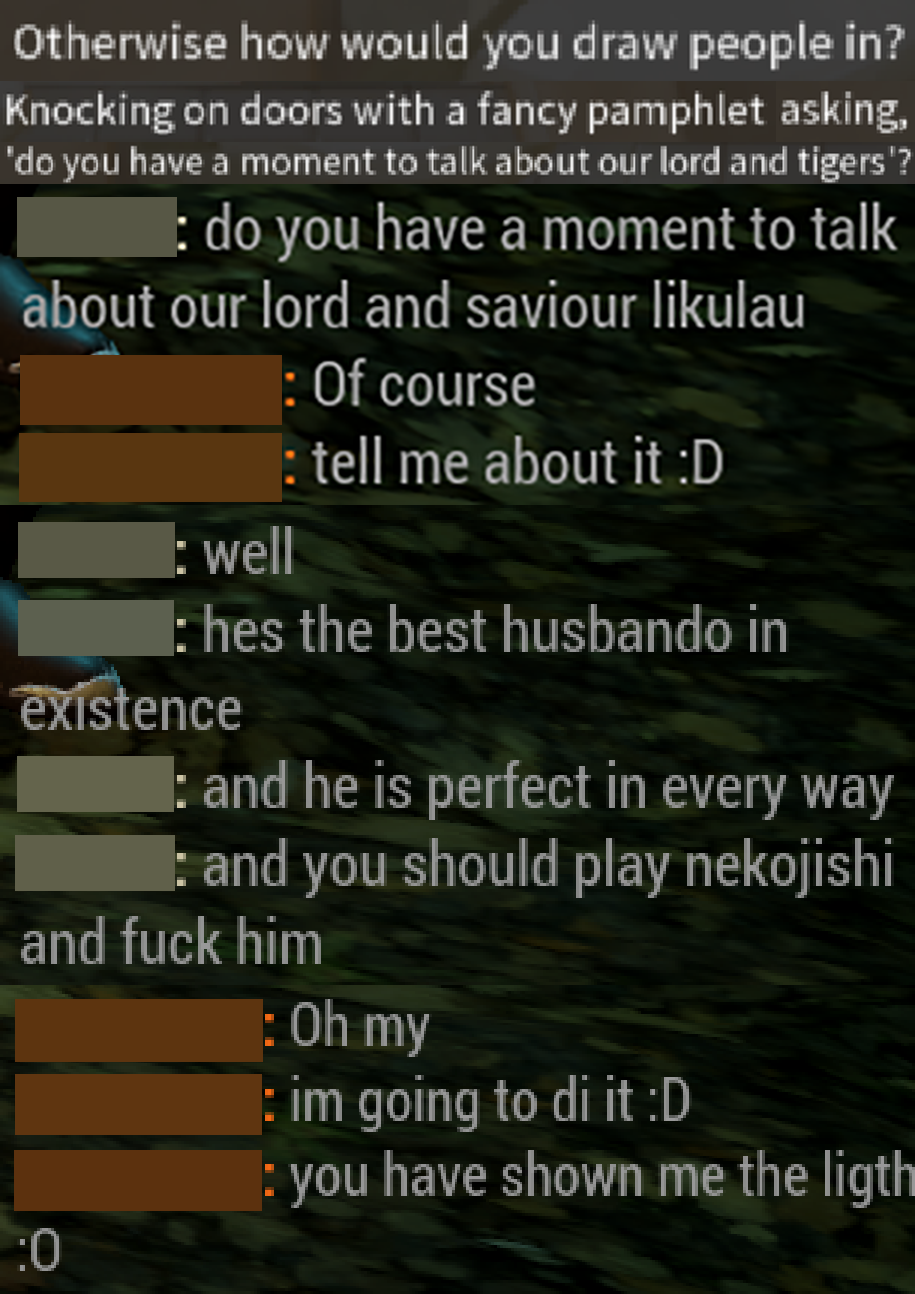 Otherwise how would you draw people in?
Knocking on doors with a fancy pamphlet asking,
'do you have a moment to talk about our lord and tigers'?
: do you have a moment to talk
about our lord and saviour likulau
: Of course
: tell me about it :D
: well
: hes the best husbando in
existence
: and he is perfect in every way
: and you should play nekojishi
and fuck him
: Oh my
: im going to di it :D
: you have shown me the ligth
:O